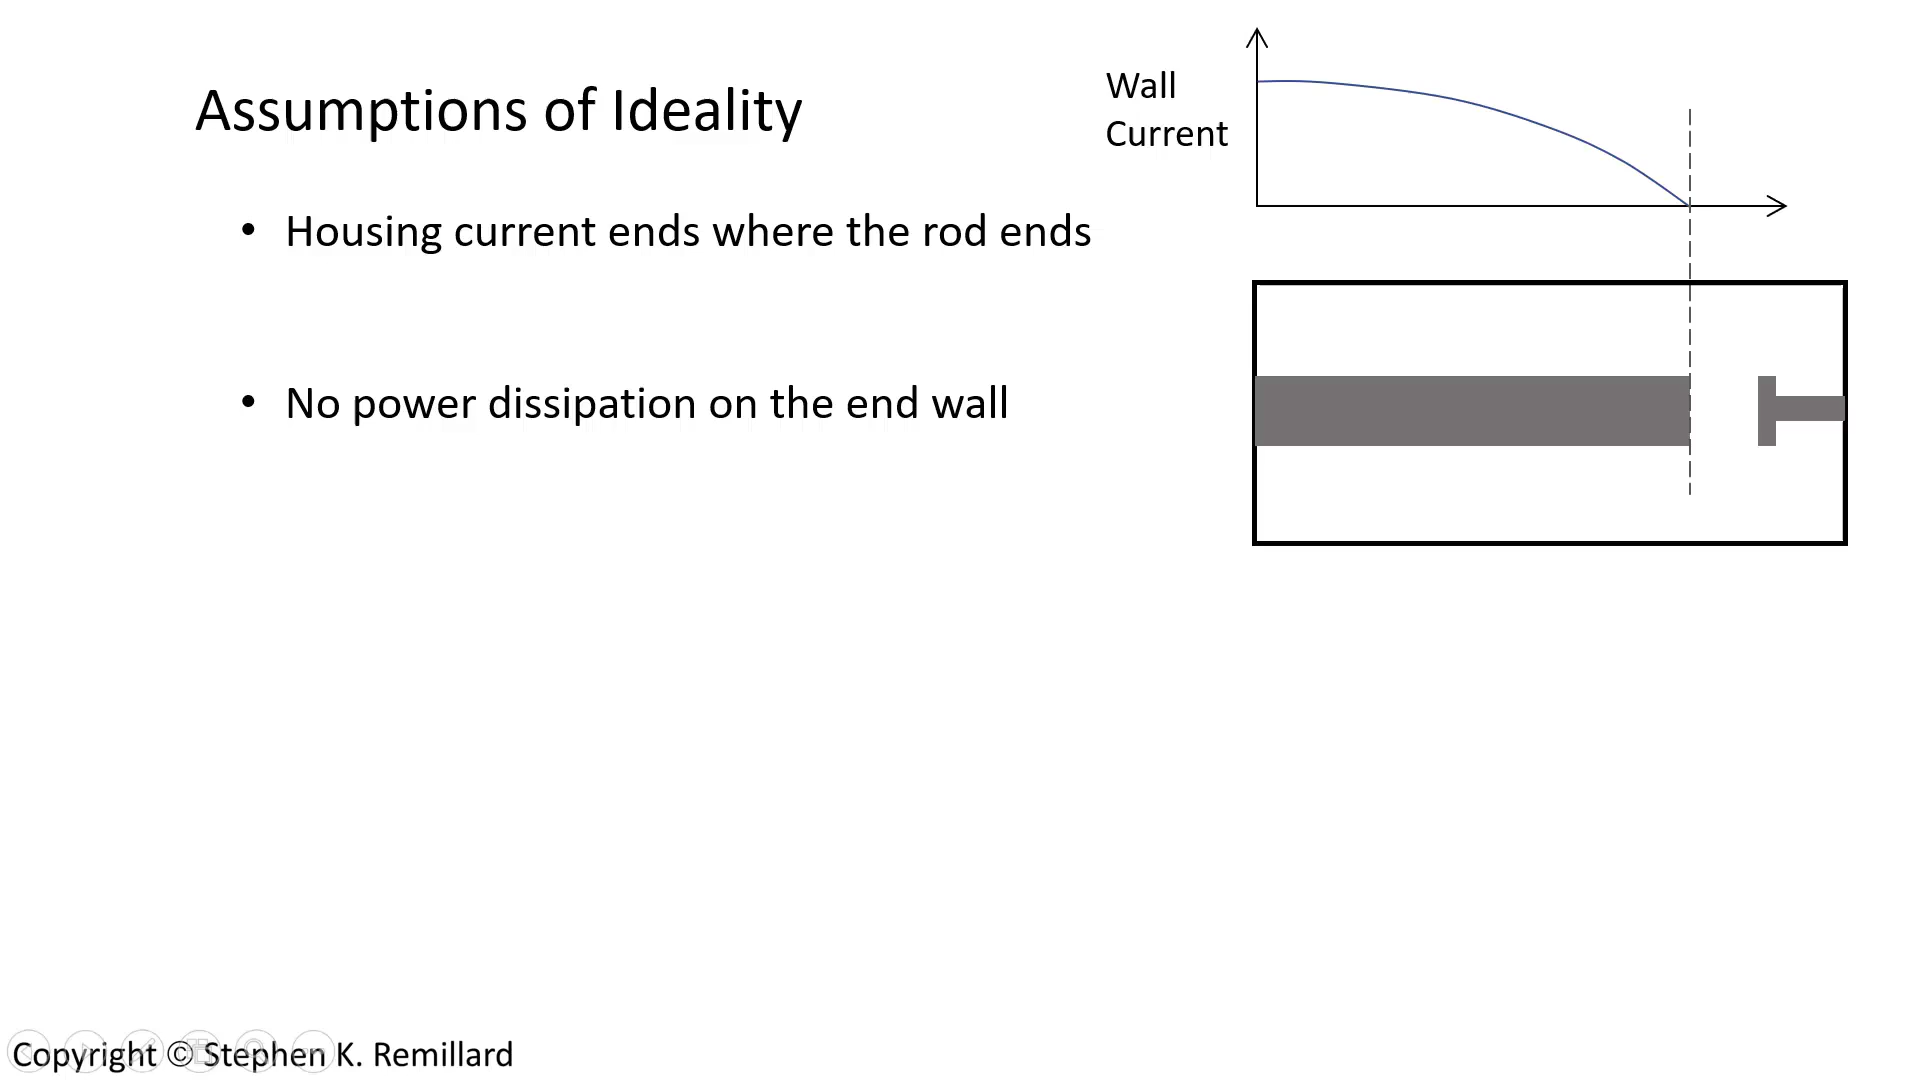 Assumptions of Ideality
• Housing current ends where the rod ends
• No power dissipation on the end wall
Wall
Current
Copyright © Stephen K. Remillard